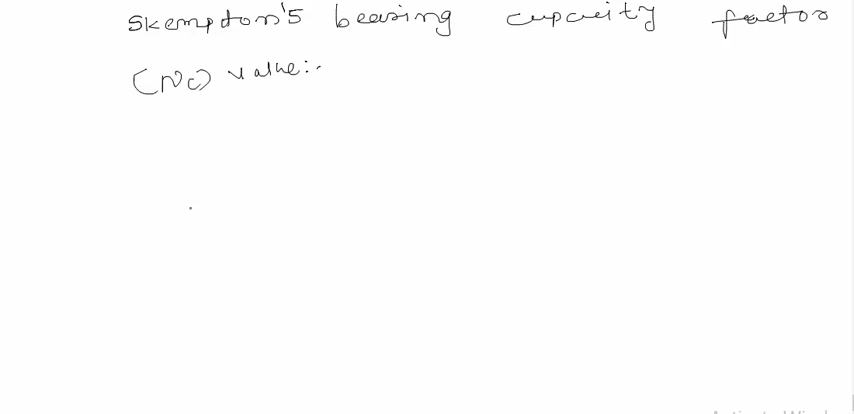 Skempton's bearing capacity factor
(Nc) value:-